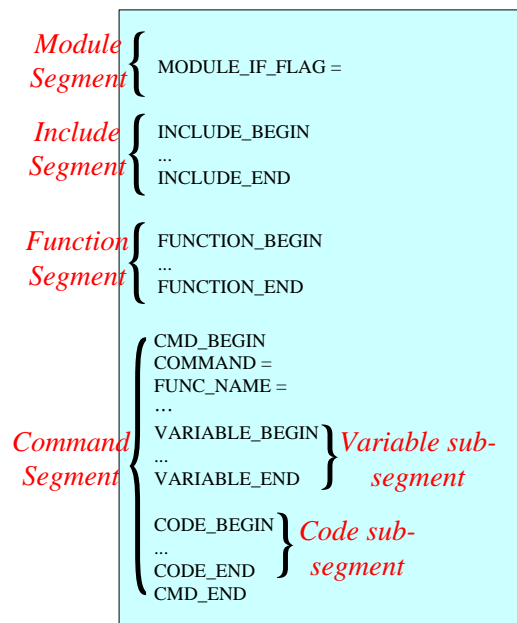 Module
Segment
MODULE_IF_FLAG =
Include
Segment
INCLUDE_BEGIN
...
INCLUDE_END
Function
Segment
FUNCTION_BEGIN
...
FUNCTION_END
Command
Segment
CMD_BEGIN
COMMAND =
FUNC_NAME =
...
VARIABLE_BEGIN
...
VARIABLE_END
Variable sub-
segment
CODE_BEGIN
...
CODE_END
Code sub-
segment
CMD_END